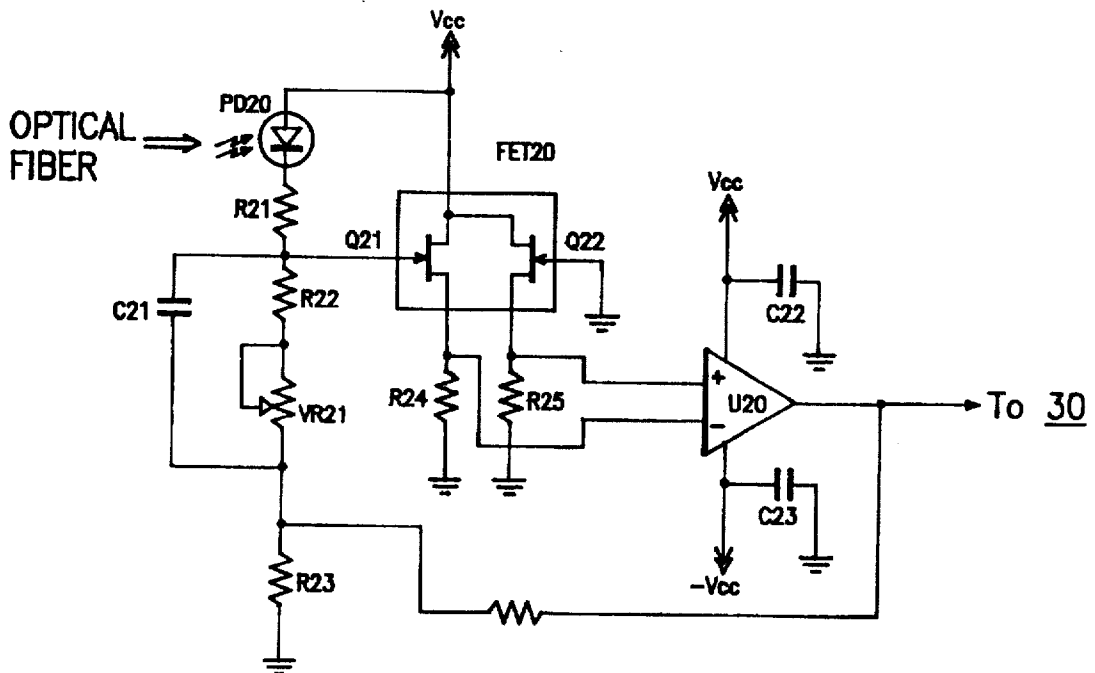 Vcc
PD20
OPTICAL
FIBER
FET20
Vcc
R21
Q21
Q22
C21
R22
C22
VR21
R24
R25
+
U20
−
To 30
C23
R23
-Vcc